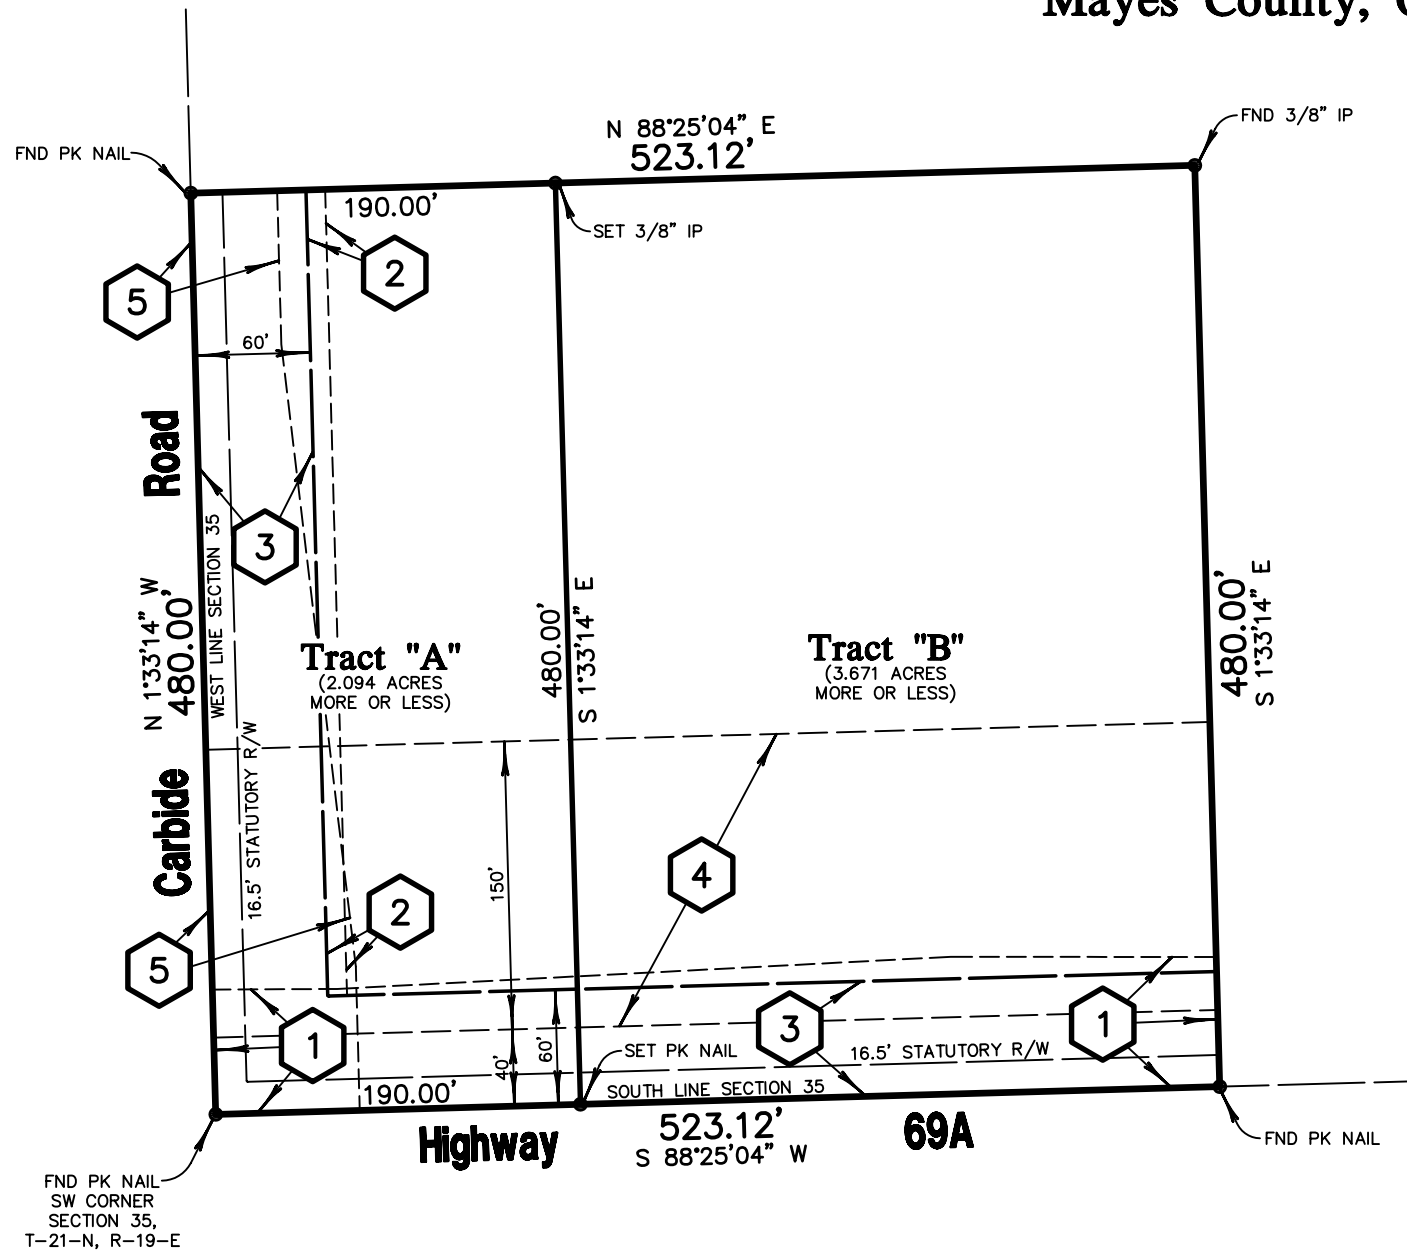 Mayes County,
N 88°25'04" E
523.12'
FND 3/8" IP
FND PK NAIL
190.00'
SET 3/8" IP
2
5
60'
Road
3
WEST LINE SECTION 35
N 1°33'14" W
480.00'
Tract "A"
(2.094 ACRES
MORE OR LESS)
480.00'
S 1°33'14" E
Tract "B"
(3.671 ACRES
MORE OR LESS)
480.00'
S 1°33'14" E
16.5' STATUTORY R/W
Carbide
150'
4
2
5
1
3
1
40'
60'
SET PK NAIL
16.5' STATUTORY R/W
190.00'
SOUTH LINE SECTION 35
Highway
523.12'
69A
S 88°25'04" W
FND PK NAIL
FND PK NAIL
SW CORNER
SECTION 35,
T-21-N, R-19-E